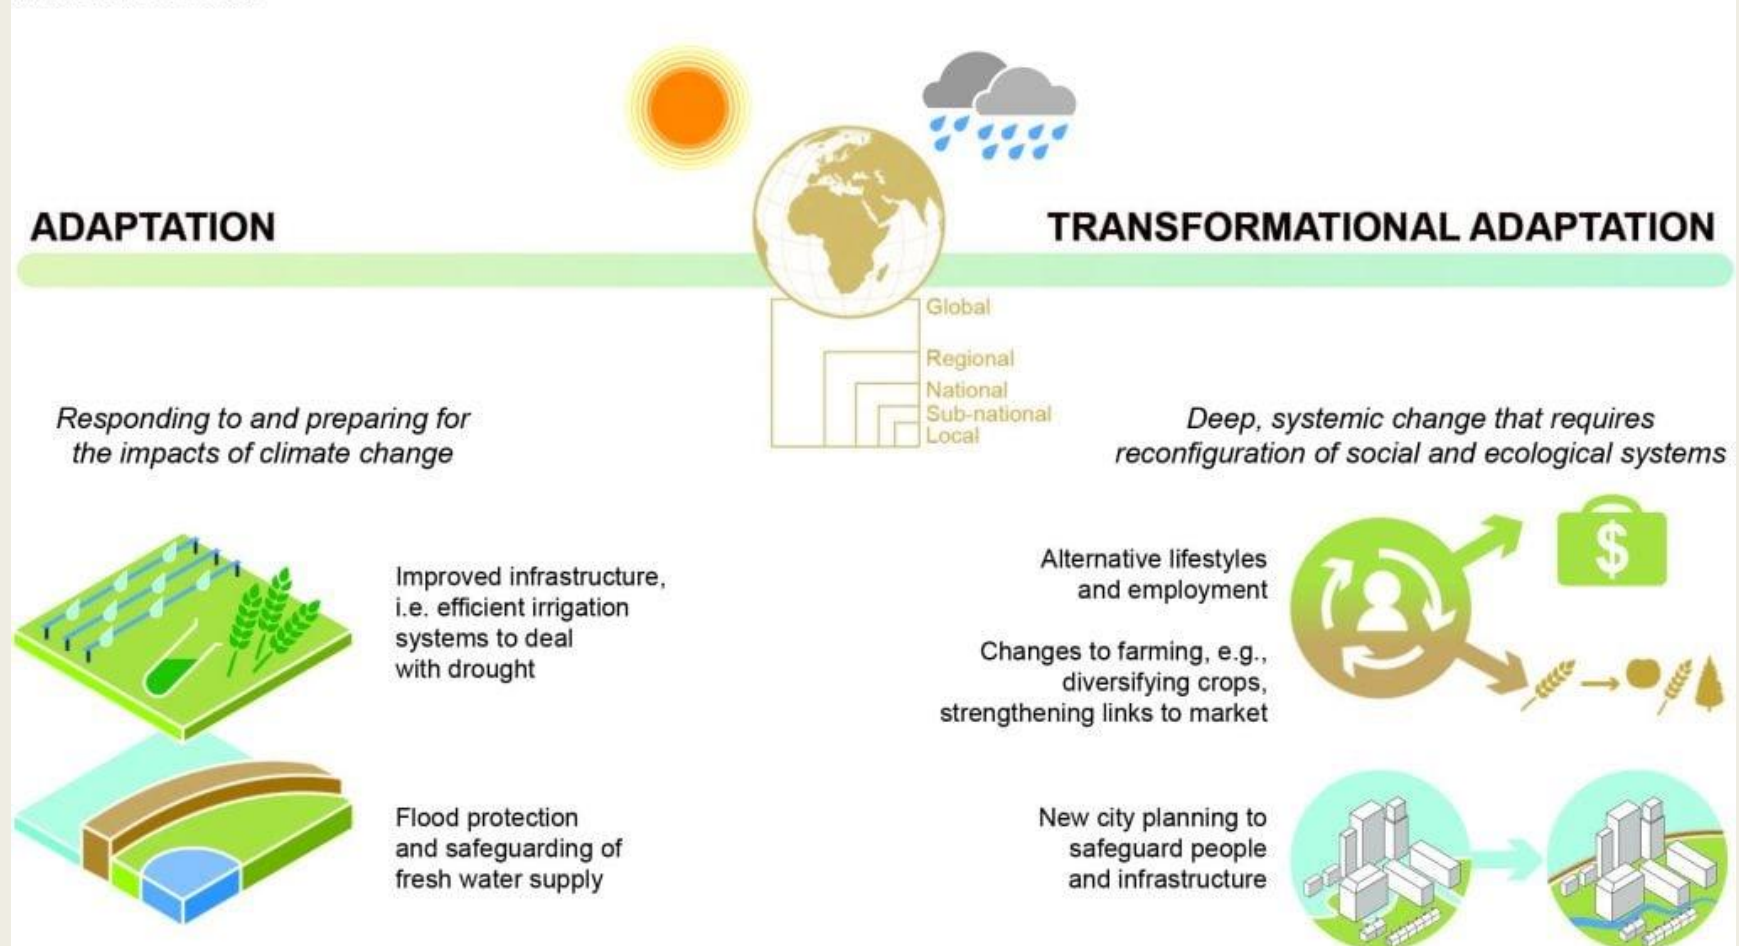 ADAPTATION
TRANSFORMATIONAL ADAPTATION
Global
Regional
National
Sub-national
Local
Responding to and preparing for
the impacts of climate change
Deep, systemic change that requires
reconfiguration of social and ecological systems
Improved infrastructure,
i.e. efficient irrigation
systems to deal
with drought
Alternative lifestyles
and employment
$
Changes to farming, e.g.,
diversifying crops,
strengthening links to market
Flood protection
and safeguarding of
fresh water supply
New city planning to
safeguard people
and infrastructure